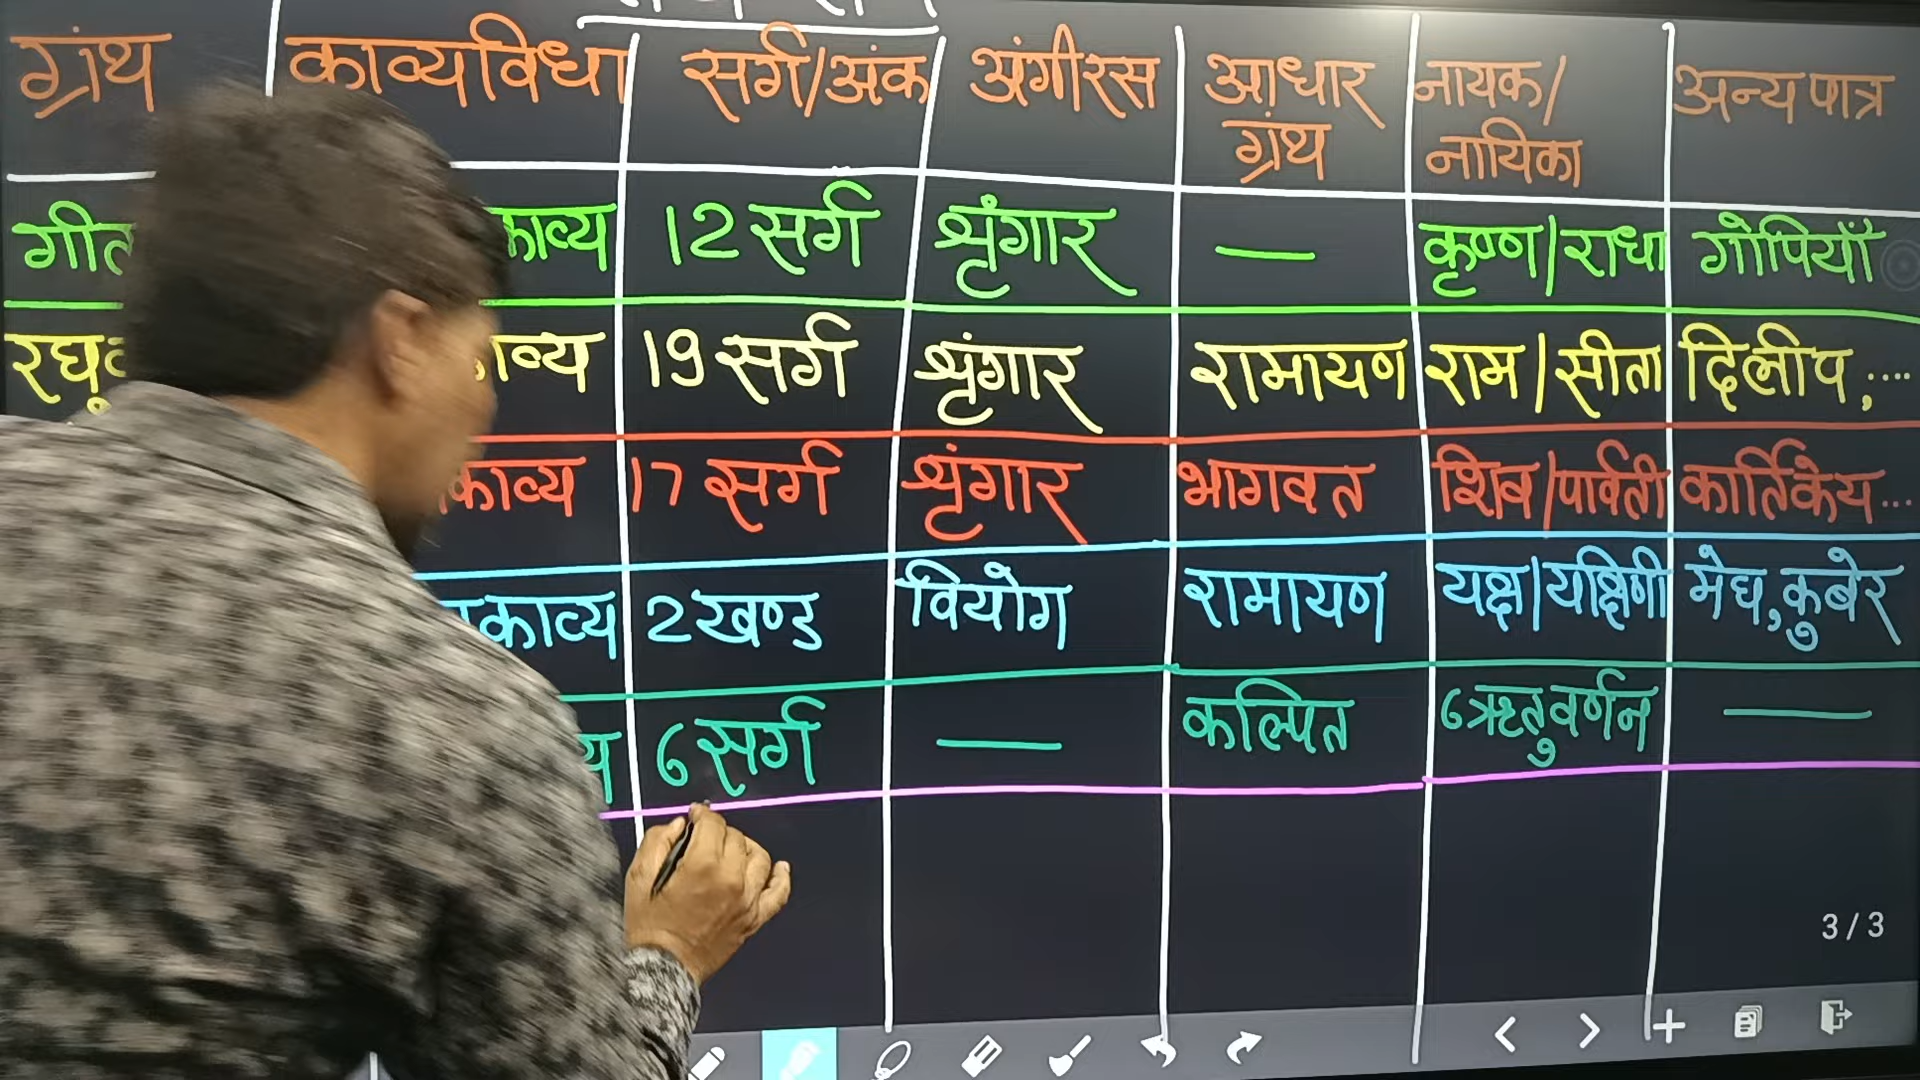 ग्रंथ काव्यविधा सर्ग/अंक अंगीरस आधार ग्रंथ नायक/ नायिका अन्य पात्र
काव्य 12 सर्ग श्रृंगार — कृष्ण/राधा गोपियाँ
19 सर्ग श्रृंगार रामायण राम/सीता दिलीप,....
काव्य 17 सर्ग श्रृंगार भागवत शिव/पार्वती कार्तिकेय...
काव्य 2 खण्ड वियोग रामायण यक्ष/यक्षिणी मेघ,कुबेर
6 सर्ग — कल्पित 6 ऋतुवर्णन —
3/3